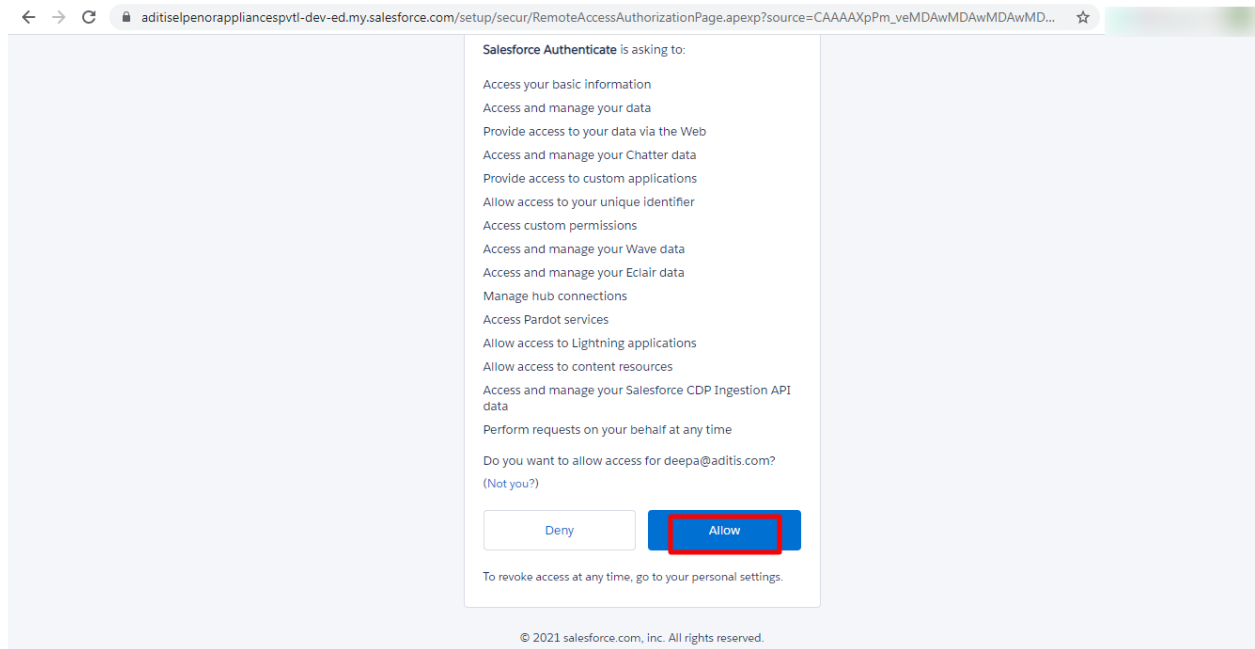 aditiselpenorappliancespvtl-dev-ed.my.salesforce.com/setup/secur/RemoteAccessAuthorizationPage.apexp?source=CAAAAXpPm_veMDAwMDAwMDAwMD...
Salesforce Authenticate is asking to:
Access your basic information
Access and manage your data
Provide access to your data via the Web
Access and manage your Chatter data
Provide access to custom applications
Allow access to your unique identifier
Access custom permissions
Access and manage your Wave data
Access and manage your Eclair data
Manage hub connections
Access Pardot services
Allow access to Lightning applications
Allow access to content resources
Access and manage your Salesforce CDP Ingestion API
data
Perform requests on your behalf at any time
Do you want to allow access for deepa@aditis.com?
(Not you?)
Deny Allow
To revoke access at any time, go to your personal settings.
© 2021 salesforce.com, inc. All rights reserved.